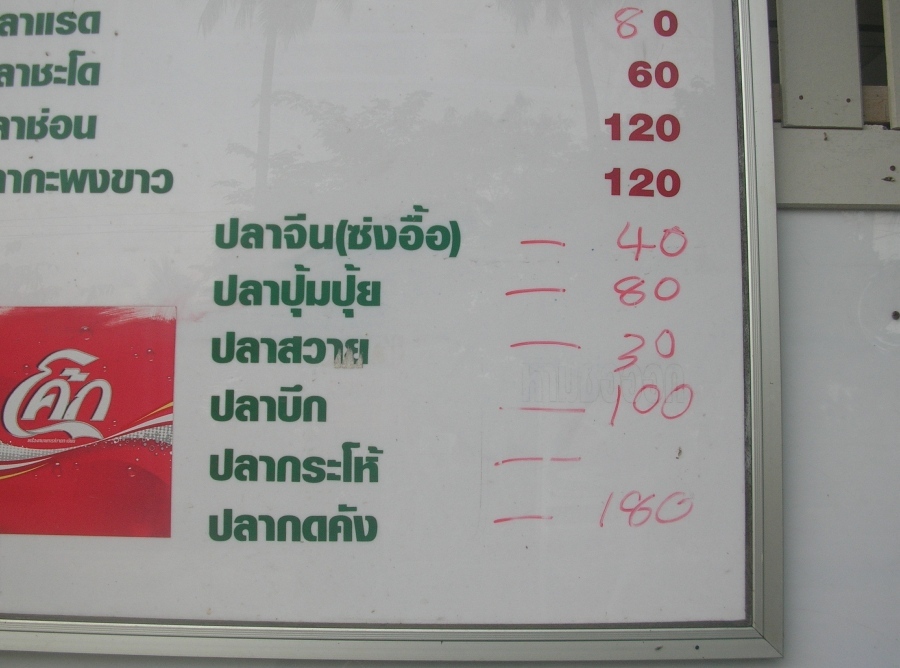 ลาแรด 80
ลาชะโด 60
าช่อน 120
ากะพงขาว 120
ปลาจีน(ซ่งฮื้อ) — 40
ปลาปุ้มปุ้ย — 80
ปลาสวาย — 30
ปลาบึก — 100
ปลากระโห้ — —
ปลากดคัง — 180
โค้ก